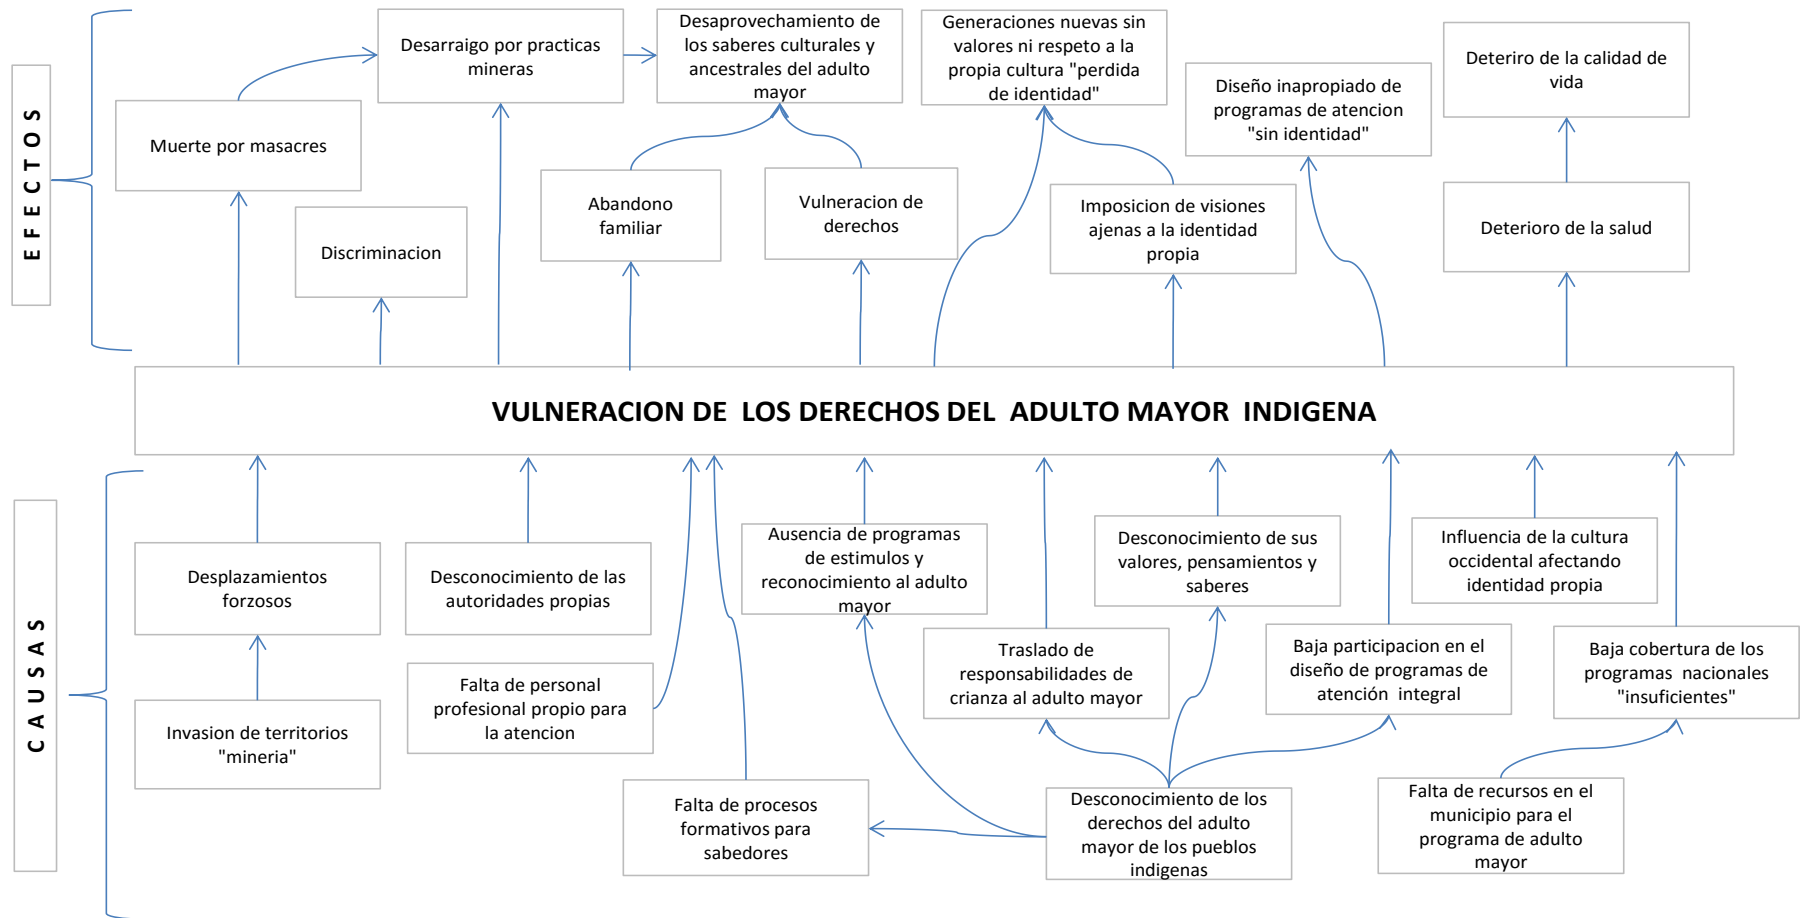 EFECTOS
Muerte por masacres
Desarraigo por practicas
mineras
Desaprovechamiento de
los saberes culturales y
ancestrales del adulto
mayor
Generaciones nuevas sin
valores ni respeto a la
propia cultura "perdida
de identidad"
Diseño inapropiado de
programas de atencion
"sin identidad"
Deteriro de la calidad de
vida
Discriminacion
Abandono
familiar
Vulneracion de
derechos
Imposicion de visiones
ajenas a la identidad
propia
Deterioro de la salud
VULNERACION DE LOS DERECHOS DEL ADULTO MAYOR INDIGENA
CAUSAS
Desplazamientos
forzosos
Desconocimiento de las
autoridades propias
Ausencia de programas
de estimulos y
reconocimiento al adulto
mayor
Desconocimiento de sus
valores, pensamientos y
saberes
Influencia de la cultura
occidental afectando
identidad propia
Invasion de territorios
"mineria"
Falta de personal
profesional propio para
la atencion
Traslado de
responsabilidades de
crianza al adulto mayor
Baja participacion en el
diseño de programas de
atención integral
Baja cobertura de los
programas nacionales
"insuficientes"
Falta de procesos
formativos para
sabedores
Desconocimiento de los
derechos del adulto
mayor de los pueblos
indigenas
Falta de recursos en el
municipio para el
programa de adulto
mayor